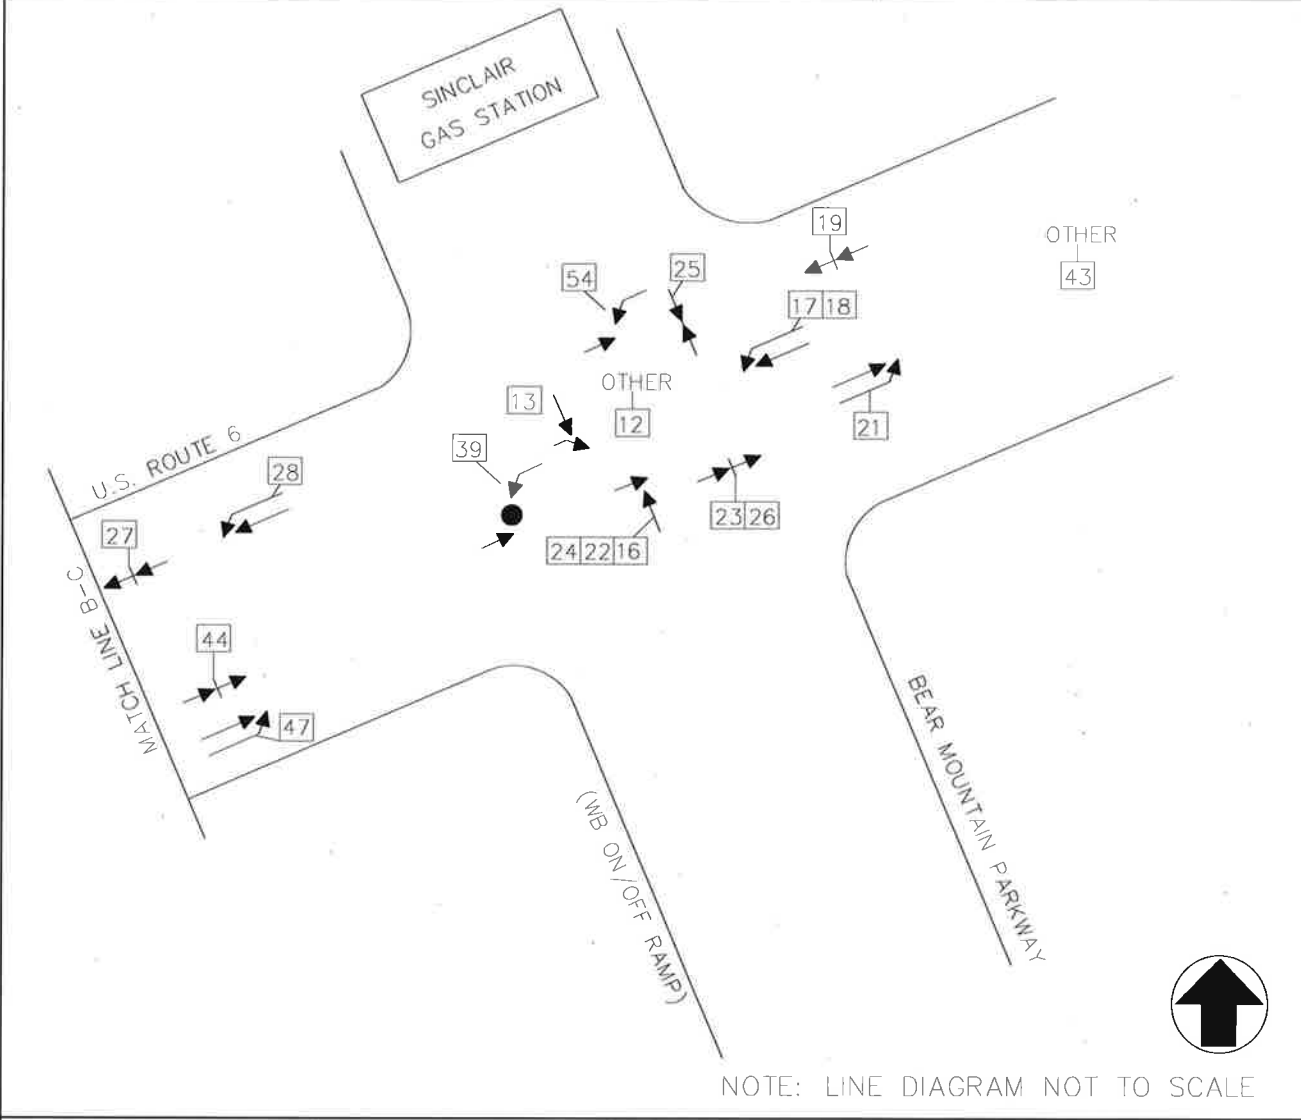 SINCLAIR
GAS STATION
19
OTHER
43
54
25
17 18
OTHER
12
13
21
39
U.S. ROUTE 6
28
23 26
27
24 22 16
MATCH LINE B-C
44
47
BEAR MOUNTAIN PARKWAY
(WB ON/OFF RAMP)
NOTE: LINE DIAGRAM NOT TO SCALE